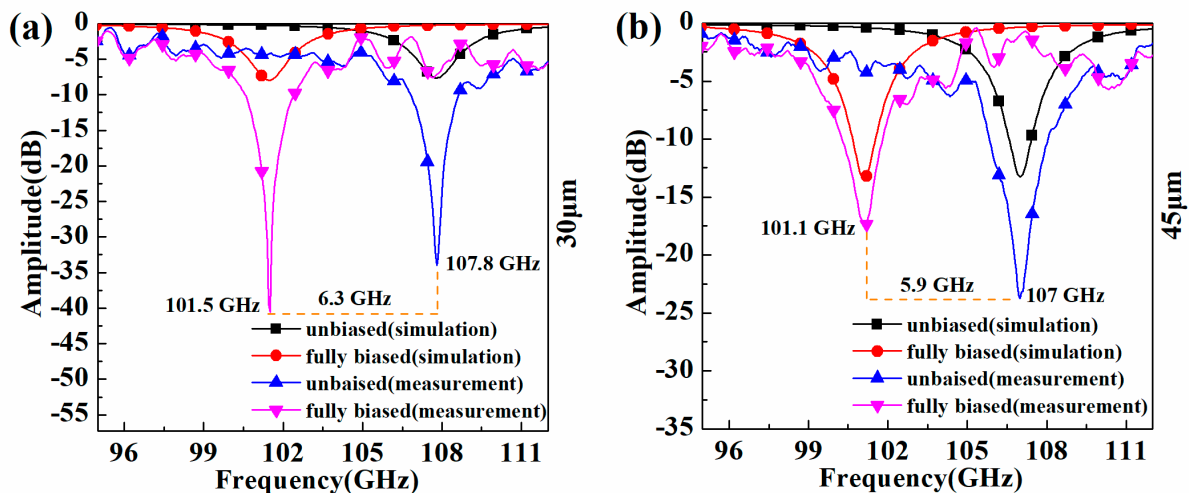 (a)
Amplitude(dB)
0
-5
-10
-15
-20
-25
-30
-35
-40
-45
-50
-55
101.5 GHz
6.3 GHz
107.8 GHz
unbiased(simulation)
fully biased(simulation)
unbaised(measurement)
fully biased(measurement)
96 99 102 105 108 111
Frequency(GHz)
30μm
(b)
Amplitude(dB)
0
-5
-10
-15
-20
-25
-30
-35
101.1 GHz
5.9 GHz
107 GHz
unbiased(simulation)
fully biased(simulation)
unbaised(measurement)
fully biased(measurement)
96 99 102 105 108 111
Frequency(GHz)
45μm